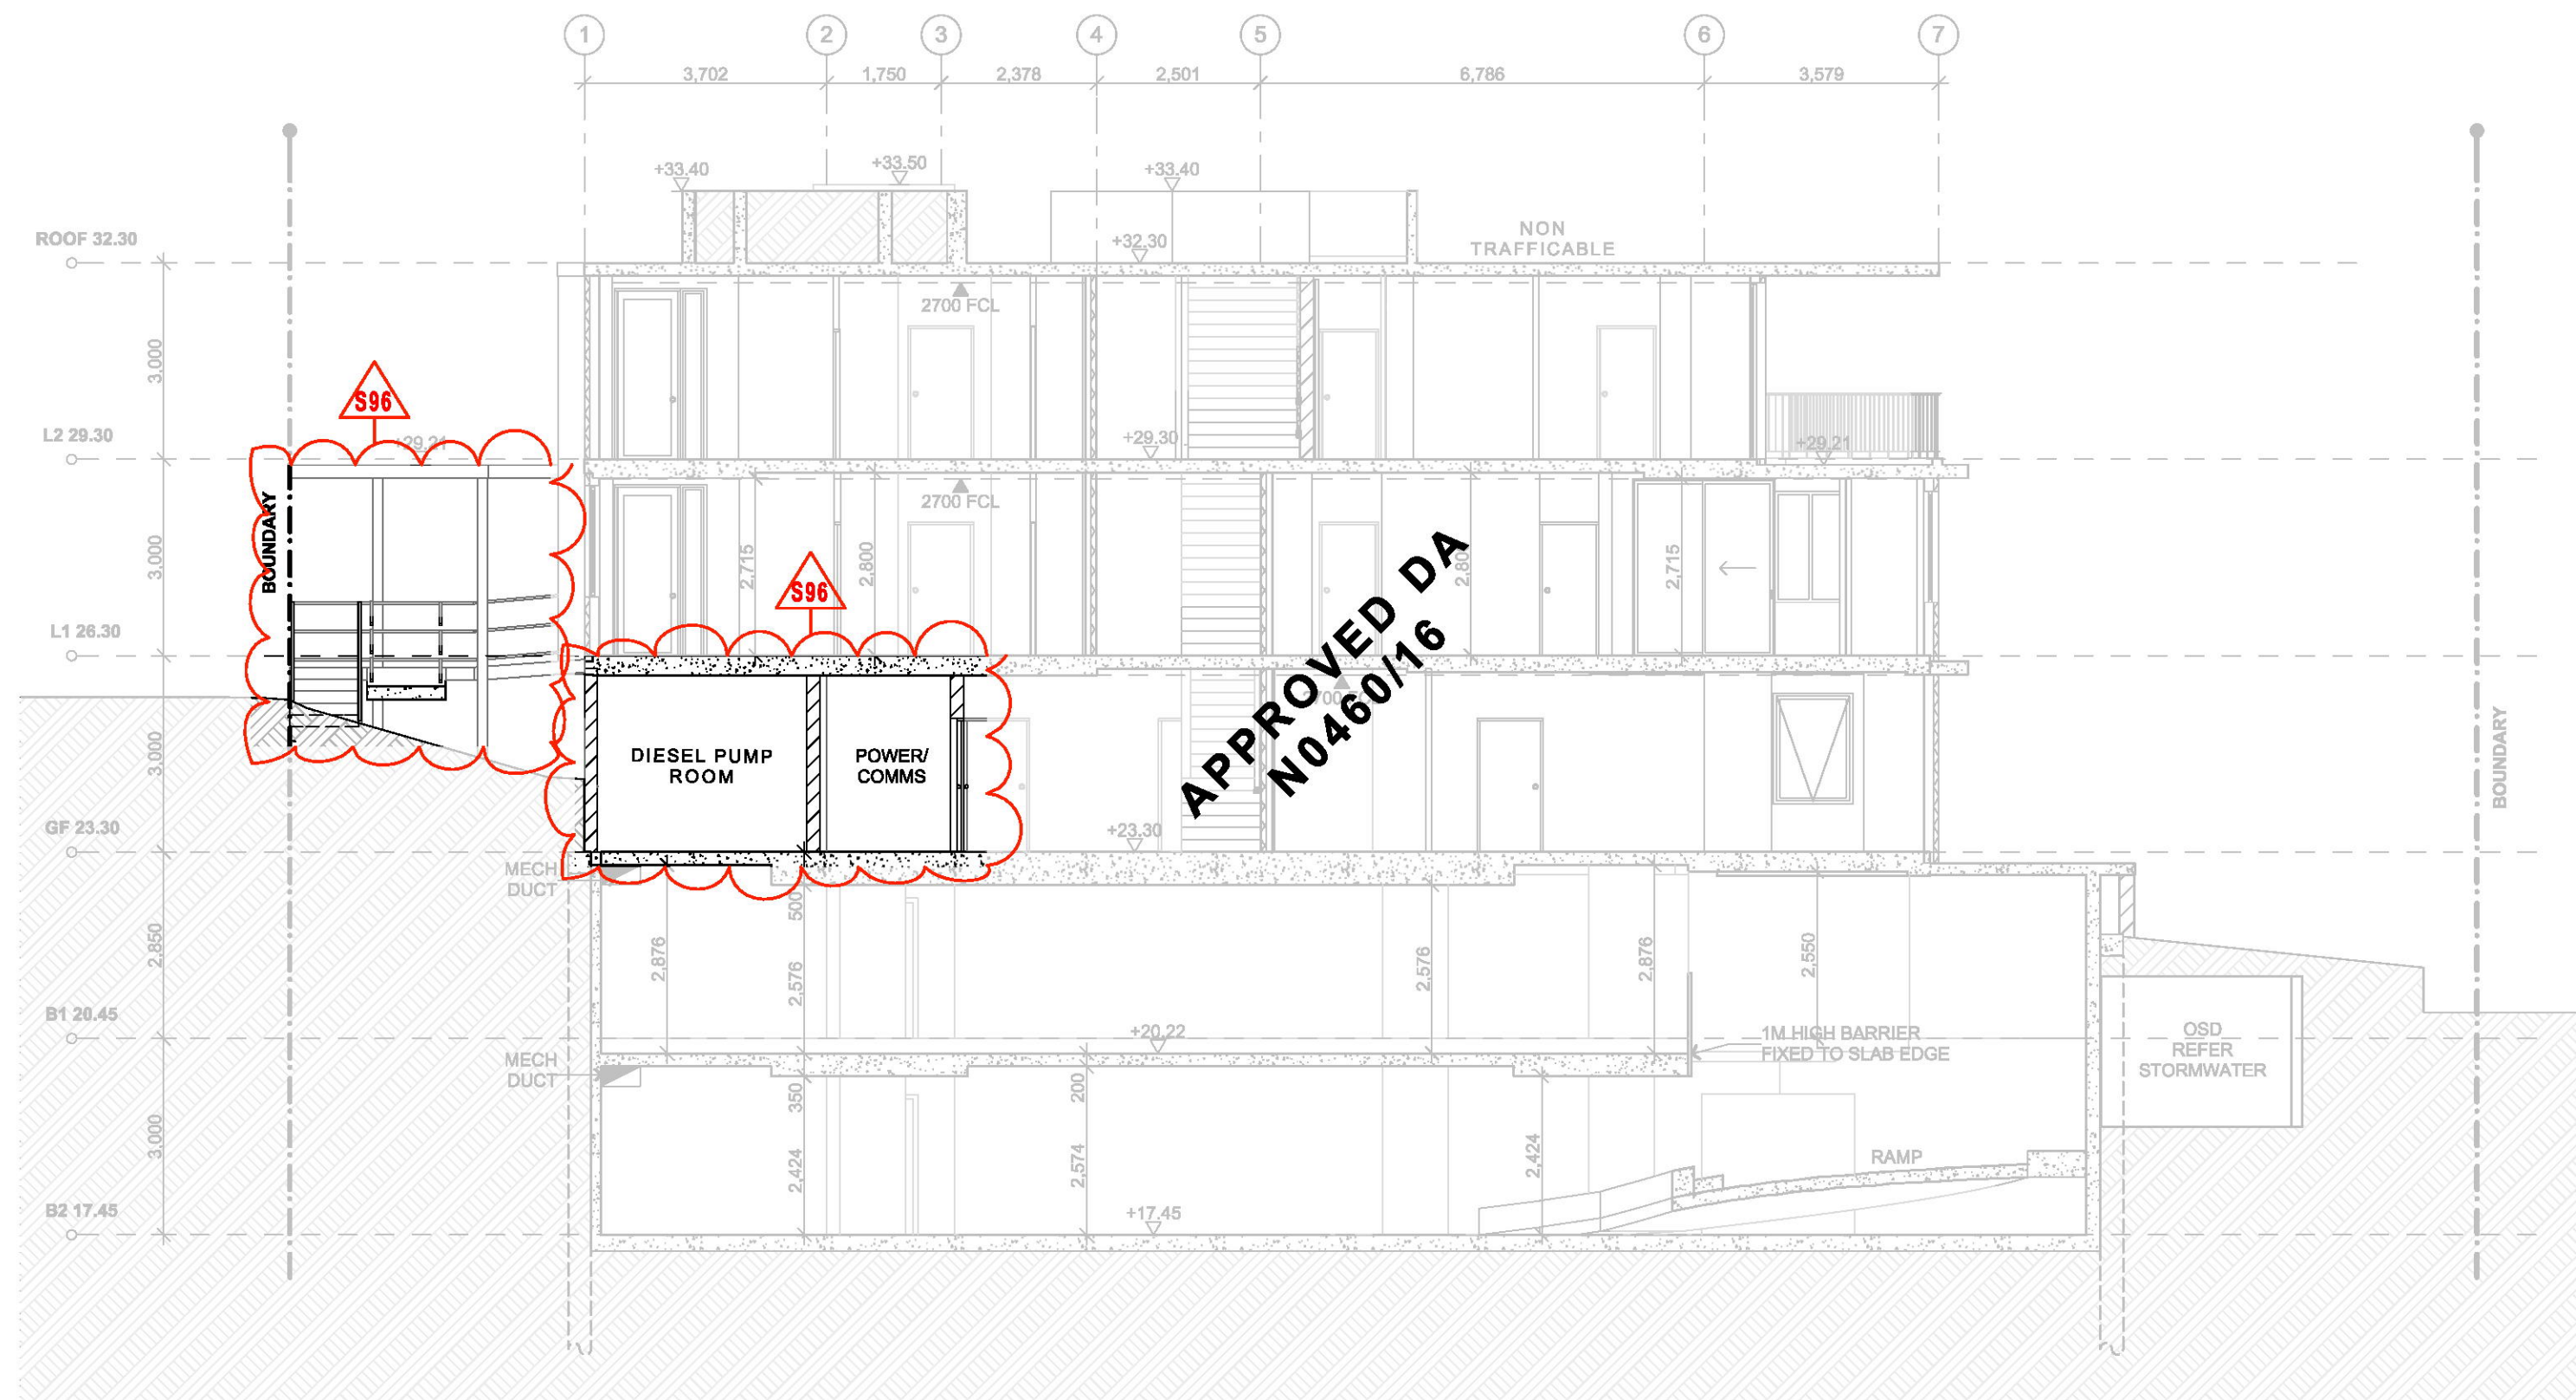 1 2 3 4 5 6 7
3,702 1,750 2,378 2,501 6,786 3,579
+33.40 +33.50 +33.40
NON
TRAFFICABLE
ROOF 32.30
+32.30
2700 FCL
3.000
S96
L2 29.30
+29.21
+29.30
+29.21
2700 FCL
BOUNDARY
3.000
2,715
2,800
2,715
S96
APPROVED DA
N0460/16
L1 26.30
DIESEL PUMP
ROOM
POWER/
COMMS
3.000
BOUNDARY
GF 23.30
+23.30
MECH
DUCT
500
2,876
2,576
2,576
2,876
2,550
2.850
B1 20.45
+20.22
1M HIGH BARRIER
FIXED TO SLAB EDGE
OSD
REFER
STORMWATER
MECH
DUCT
350
200
3.000
2,424
2,574
2,424
RAMP
B2 17.45
+17.45